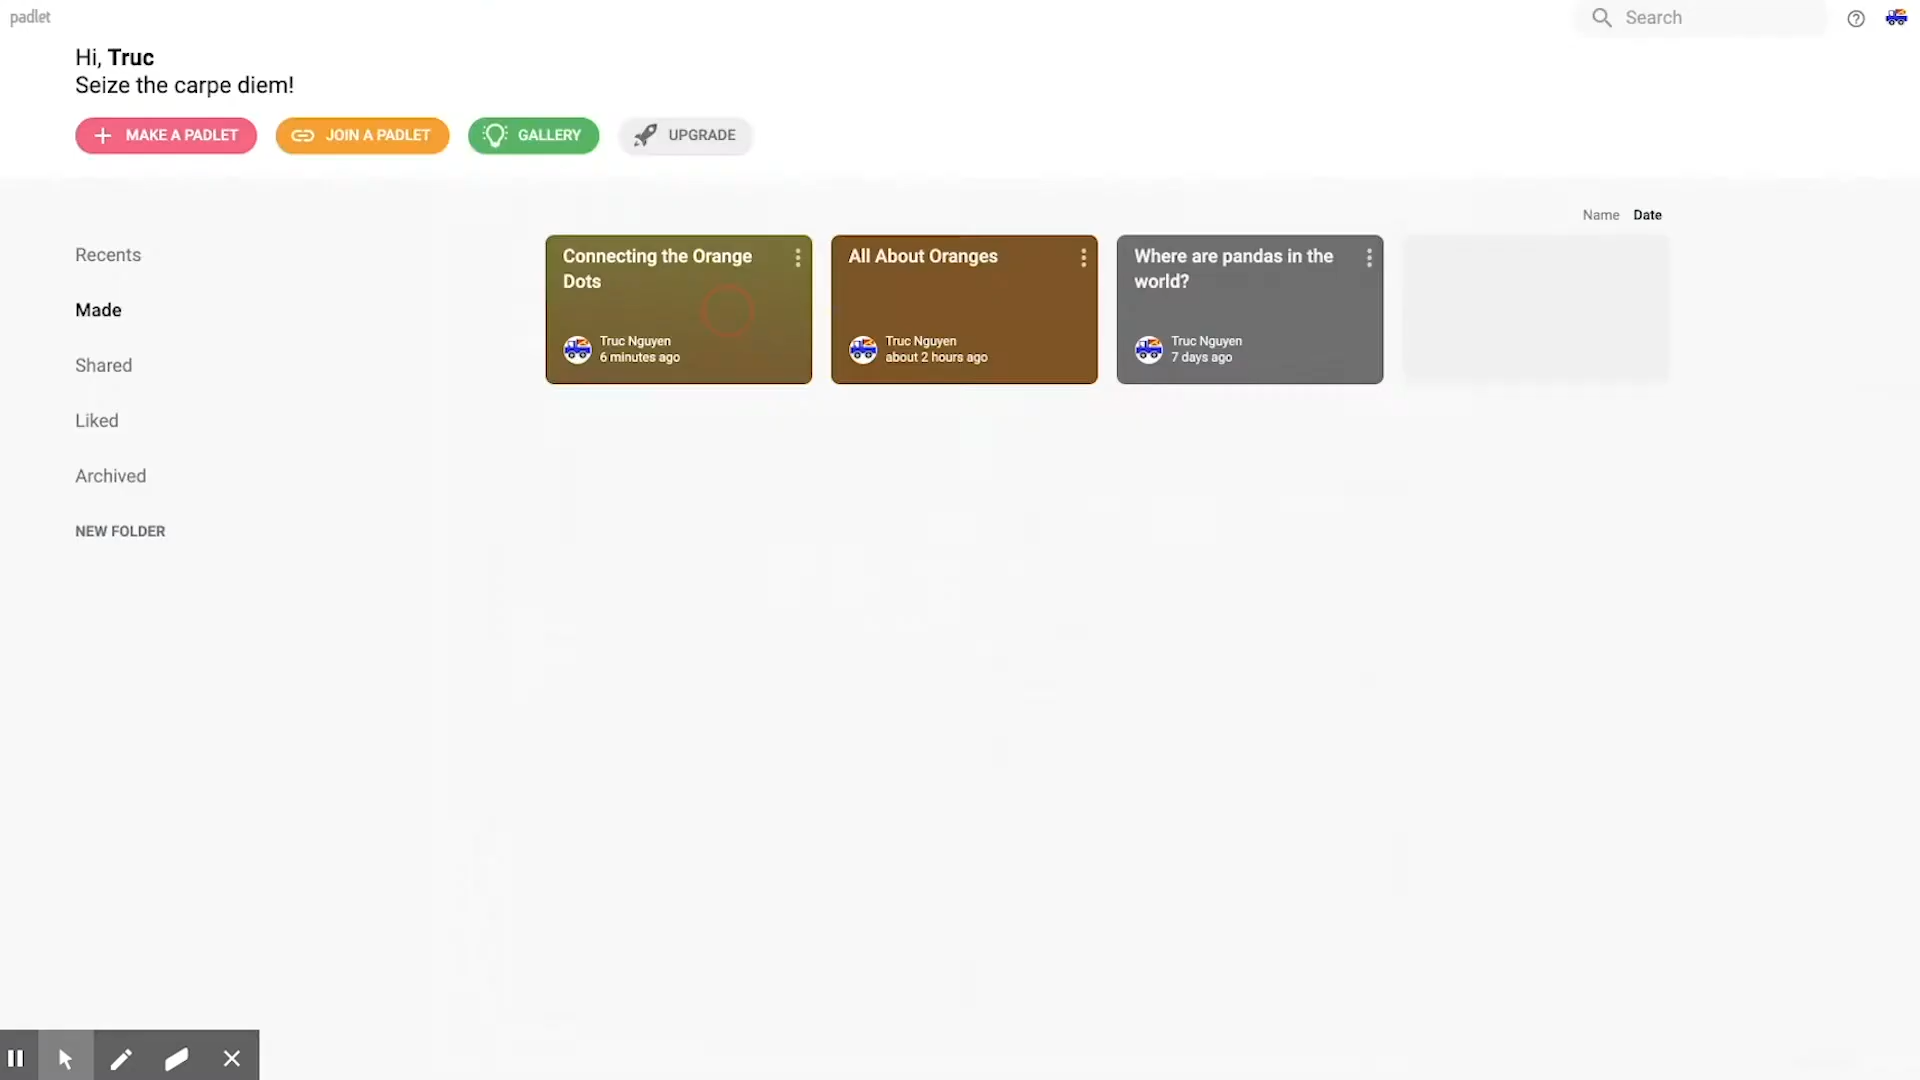 padlet
Search
Hi, Truc
Seize the carpe diem!
MAKE A PADLET
JOIN A PADLET
GALLERY
UPGRADE
Name
Date
Recents
Made
Shared
Liked
Archived
NEW FOLDER
Connecting the Orange
Dots
Truc Nguyen
6 minutes ago
All About Oranges
Truc Nguyen
about 2 hours ago
Where are pandas in the
world?
Truc Nguyen
7 days ago